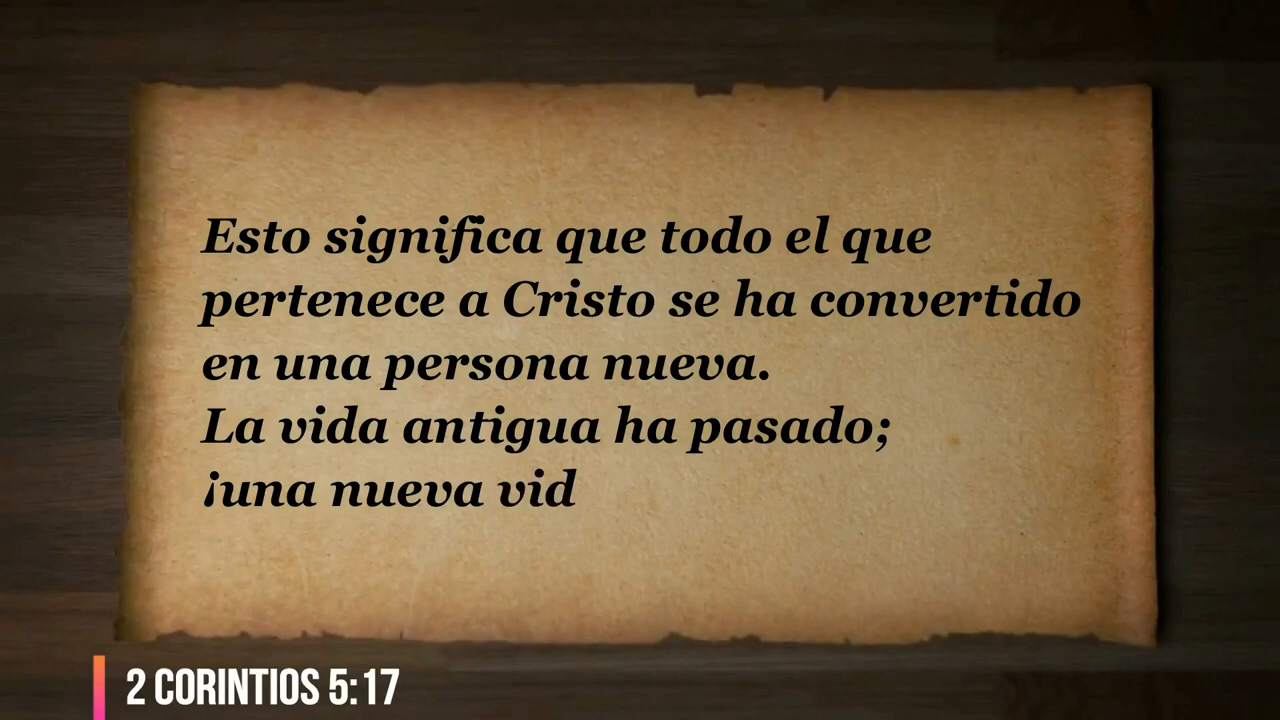 Esto significa que todo el que
pertenece a Cristo se ha convertido
en una persona nueva.
La vida antigua ha pasado;
¡una nueva vid
2 CORINTIOS 5:17